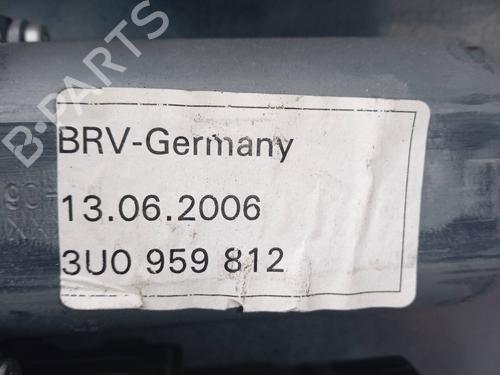 B-PARTS
BRV-Germany
13.06.2006
3U0 959 812